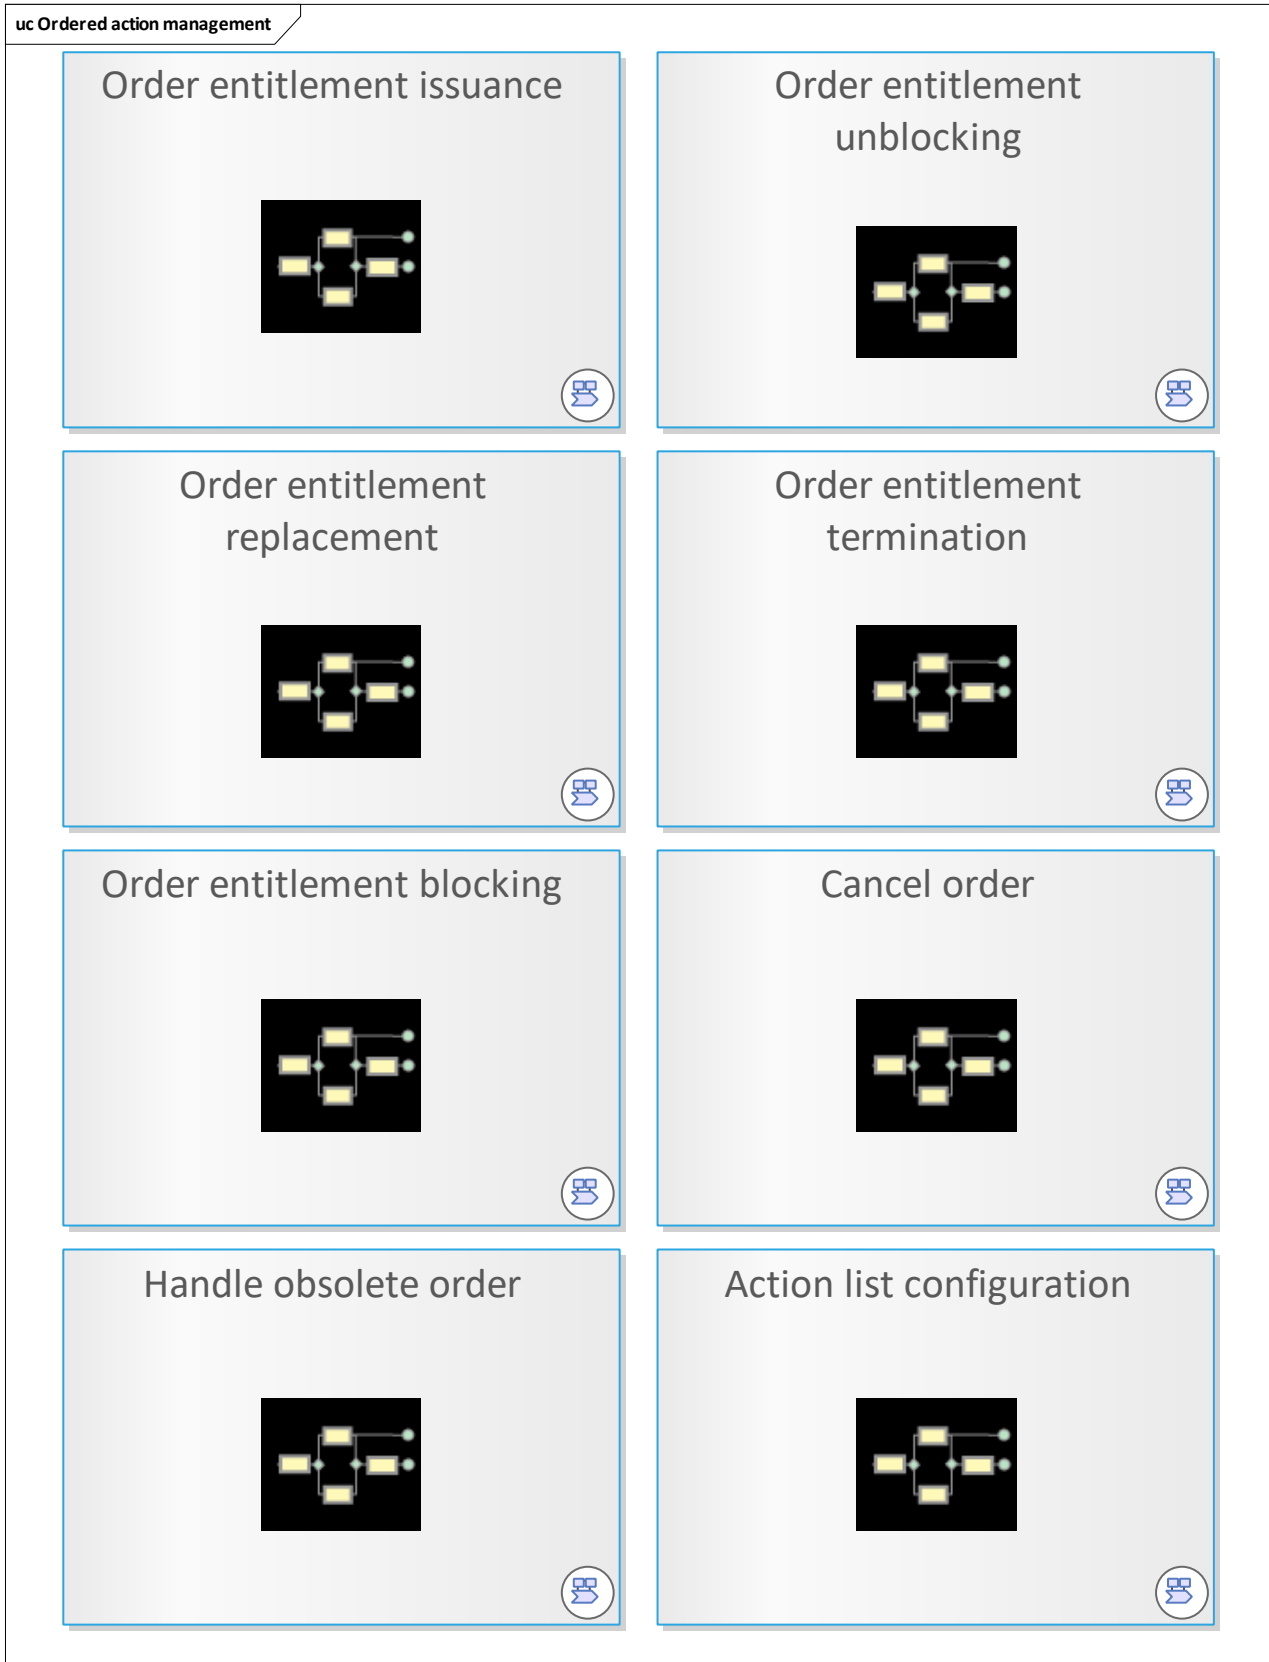 uc Ordered action management
Order entitlement issuance
Order entitlement
unblocking
Order entitlement
replacement
Order entitlement
termination
Order entitlement blocking
Cancel order
Handle obsolete order
Action list configuration